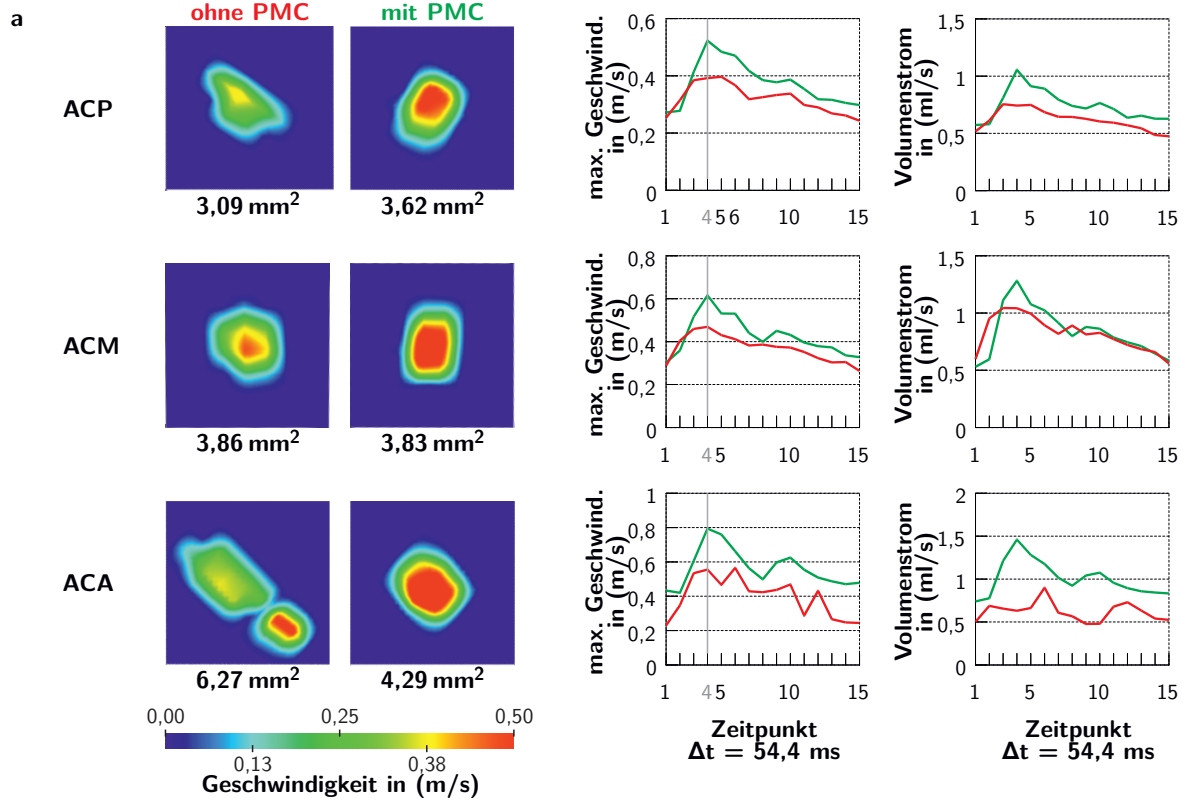 a
ohne PMC
mit PMC
ACP
3,09 mm²
3,62 mm²
max. Geschwind.
in (m/s)
0,6
0,4
0,2
0
1
4
5
6
10
15
Volumenstrom
in (ml/s)
1,5
1
0,5
0
1
5
10
15
ACM
3,86 mm²
3,83 mm²
max. Geschwind.
in (m/s)
0,8
0,6
0,4
0,2
0
1
4
5
10
15
Volumenstrom
in (ml/s)
1,5
1
0,5
0
1
5
10
15
ACA
6,27 mm²
4,29 mm²
max. Geschwind.
in (m/s)
1
0,8
0,6
0,4
0,2
0
1
4
5
10
15
Zeitpunkt
Δt = 54,4 ms
Volumenstrom
in (ml/s)
2
1,5
1
0,5
0
1
5
10
15
Zeitpunkt
Δt = 54,4 ms
0,00
0,25
0,50
0,13
0,38
Geschwindigkeit in (m/s)